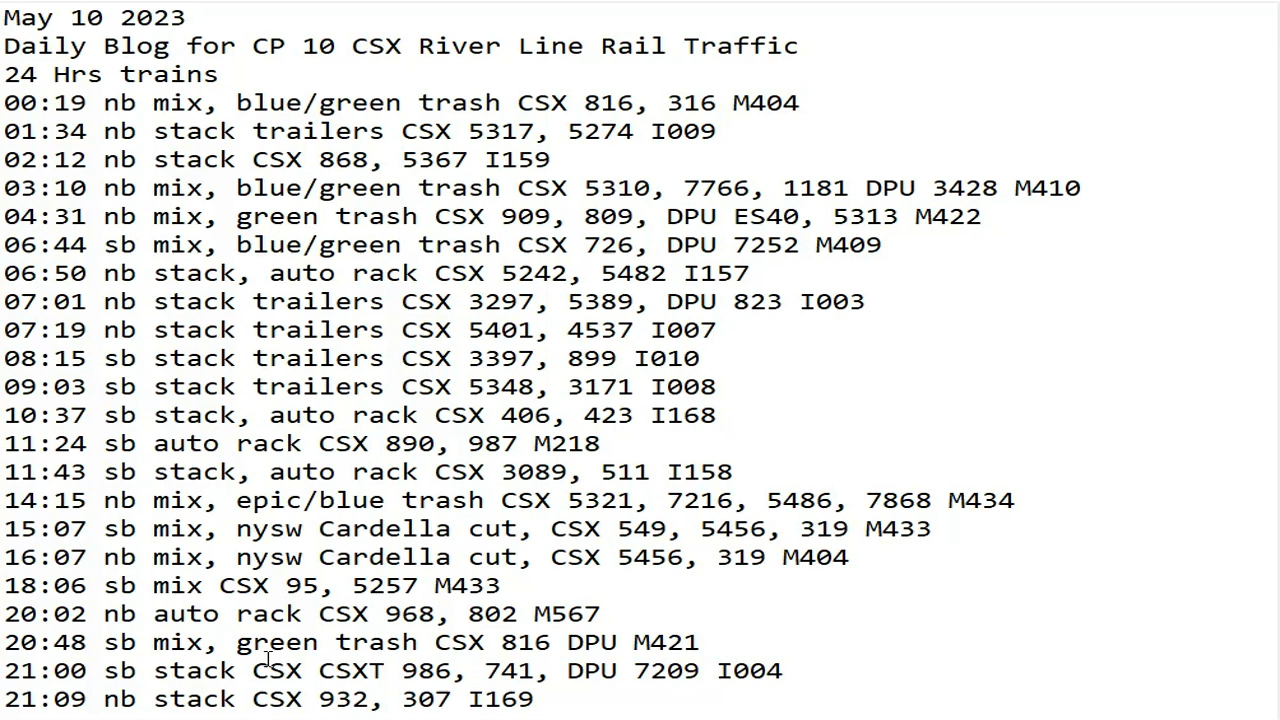 May 10 2023
Daily Blog for CP 10 CSX River Line Rail Traffic
24 Hrs trains
00:19 nb mix, blue/green trash CSX 816, 316 M404
01:34 nb stack trailers CSX 5317, 5274 I009
02:12 nb stack CSX 868, 5367 I159
03:10 nb mix, blue/green trash CSX 5310, 7766, 1181 DPU 3428 M410
04:31 nb mix, green trash CSX 909, 809, DPU ES40, 5313 M422
06:44 sb mix, blue/green trash CSX 726, DPU 7252 M409
06:50 nb stack, auto rack CSX 5242, 5482 I157
07:01 nb stack trailers CSX 3297, 5389, DPU 823 I003
07:19 nb stack trailers CSX 5401, 4537 I007
08:15 sb stack trailers CSX 3397, 899 I010
09:03 sb stack trailers CSX 5348, 3171 I008
10:37 sb stack, auto rack CSX 406, 423 I168
11:24 sb auto rack CSX 890, 987 M218
11:43 sb stack, auto rack CSX 3089, 511 I158
14:15 nb mix, epic/blue trash CSX 5321, 7216, 5486, 7868 M434
15:07 sb mix, nysw Cardella cut, CSX 549, 5456, 319 M433
16:07 nb mix, nysw Cardella cut, CSX 5456, 319 M404
18:06 sb mix CSX 95, 5257 M433
20:02 nb auto rack CSX 968, 802 M567
20:48 sb mix, green trash CSX 816 DPU M421
21:00 sb stack CSX CSXT 986, 741, DPU 7209 I004
21:09 nb stack CSX 932, 307 I169